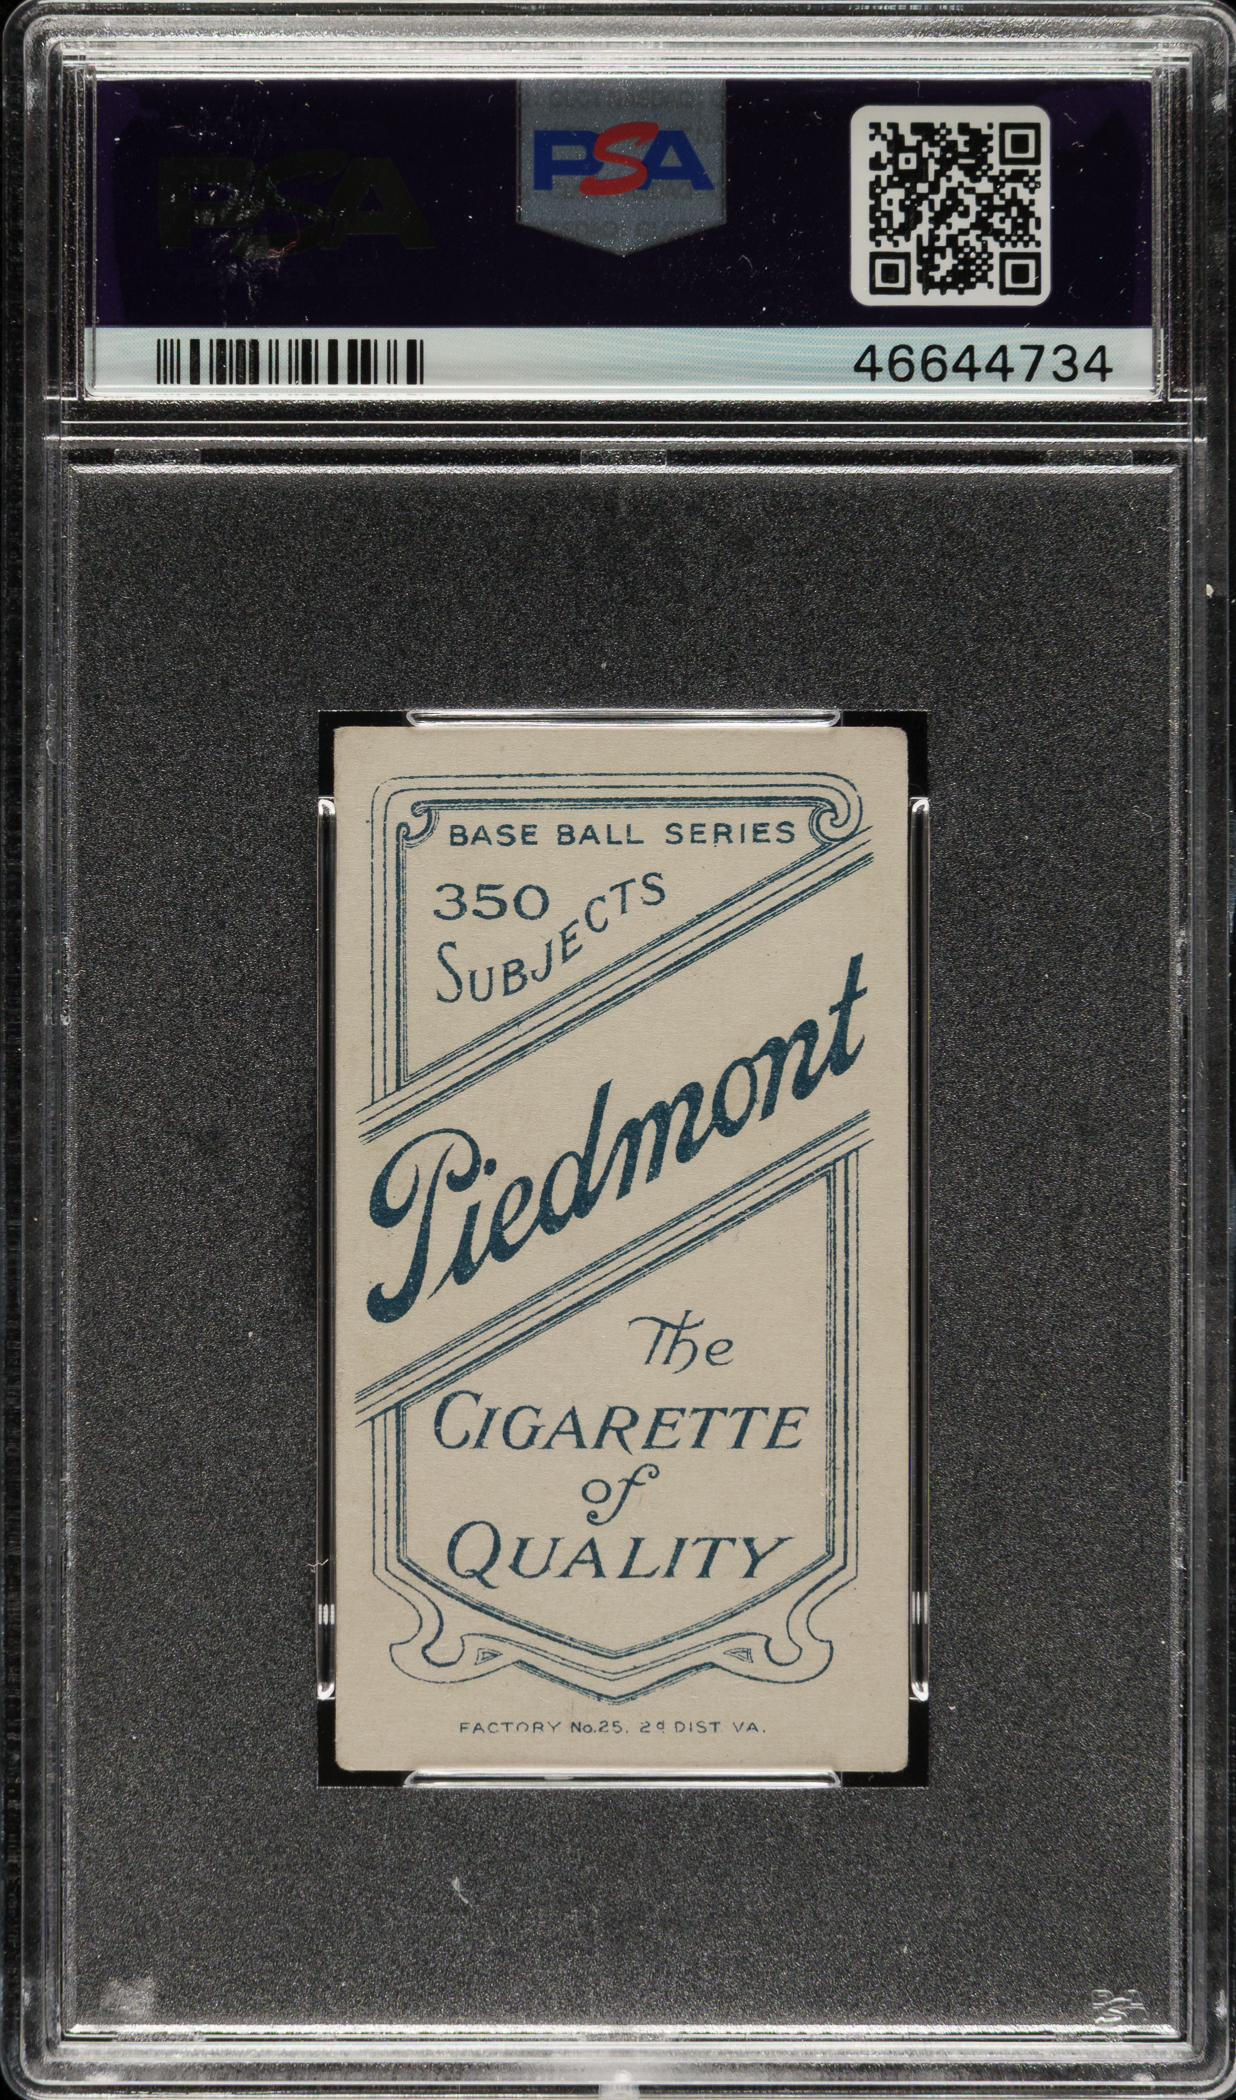 PSA
PSA
46644734
BASE BALL SERIES
350
SUBJECTS
Piedmont
The
CIGARETTE
of
QUALITY
FACTORY No. 25, 2d DIST VA.